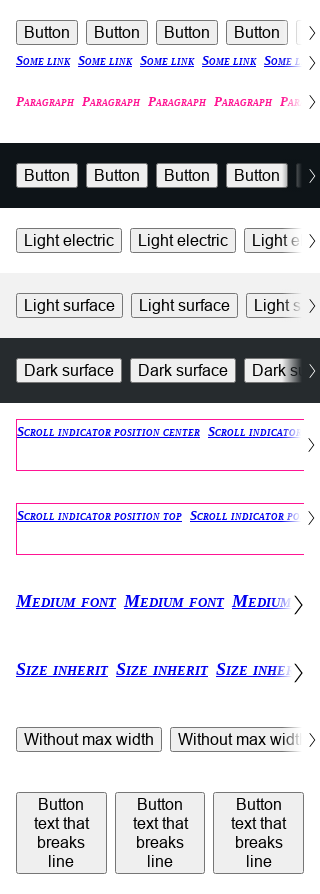 Button Button Button Button
Some link Some link Some link Some link Some l
Paragraph Paragraph Paragraph Paragraph Par
Button Button Button Button
Light electric Light electric Light e
Light surface Light surface Light s
Dark surface Dark surface Dark su
Scroll indicator position center Scroll indicator
Scroll indicator position top Scroll indicator po
Medium font Medium font Medium
Size inherit Size inherit Size inher
Without max width Without max widt
Button Button Button
text that text that text that
breaks breaks breaks
line line line